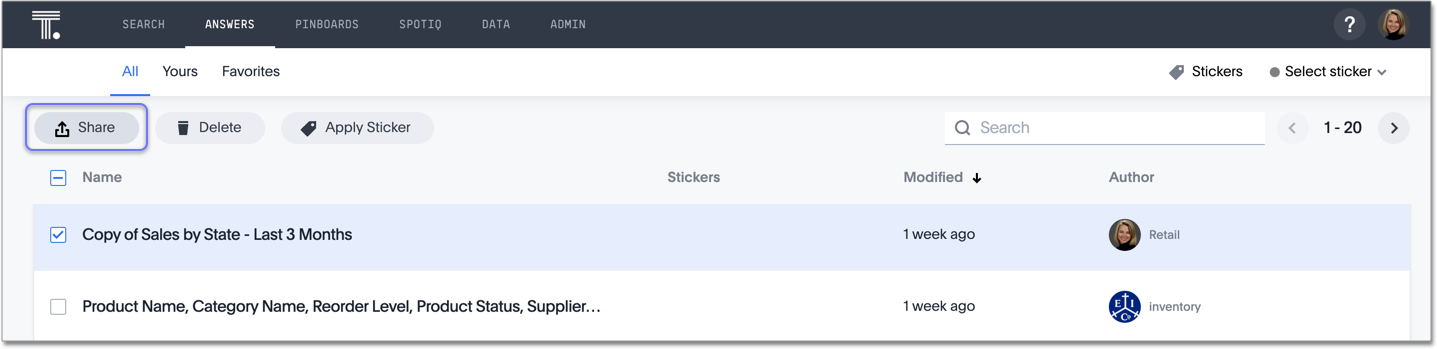 T. SEARCH ANSWERS PINBOARDS SPOTIQ DATA ADMIN ?
All Yours Favorites Stickers Select sticker
Share Delete Apply Sticker Search 1 - 20
Name Stickers Modified Author
Copy of Sales by State - Last 3 Months 1 week ago Retail
Product Name, Category Name, Reorder Level, Product Status, Supplier... 1 week ago E I Co inventory